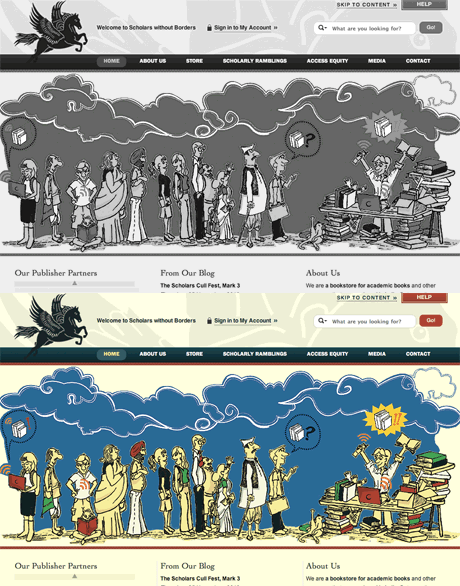 SKIP TO CONTENT »
HELP
Welcome to Scholars without Borders
Sign in to My Account »
What are you looking for?
Go!
HOME ABOUT US STORE SCHOLARLY RAMBLINGS ACCESS EQUITY MEDIA CONTACT
?
Our Publisher Partners
From Our Blog
About Us
The Scholars Cull Fest, Mark 3
We are a bookstore for academic books and other
SKIP TO CONTENT »
HELP
Welcome to Scholars without Borders
Sign in to My Account »
What are you looking for?
Go!
HOME ABOUT US STORE SCHOLARLY RAMBLINGS ACCESS EQUITY MEDIA CONTACT
!
!!
?
Our Publisher Partners
From Our Blog
About Us
The Scholars Cull Fest, Mark 3
We are a bookstore for academic books and other